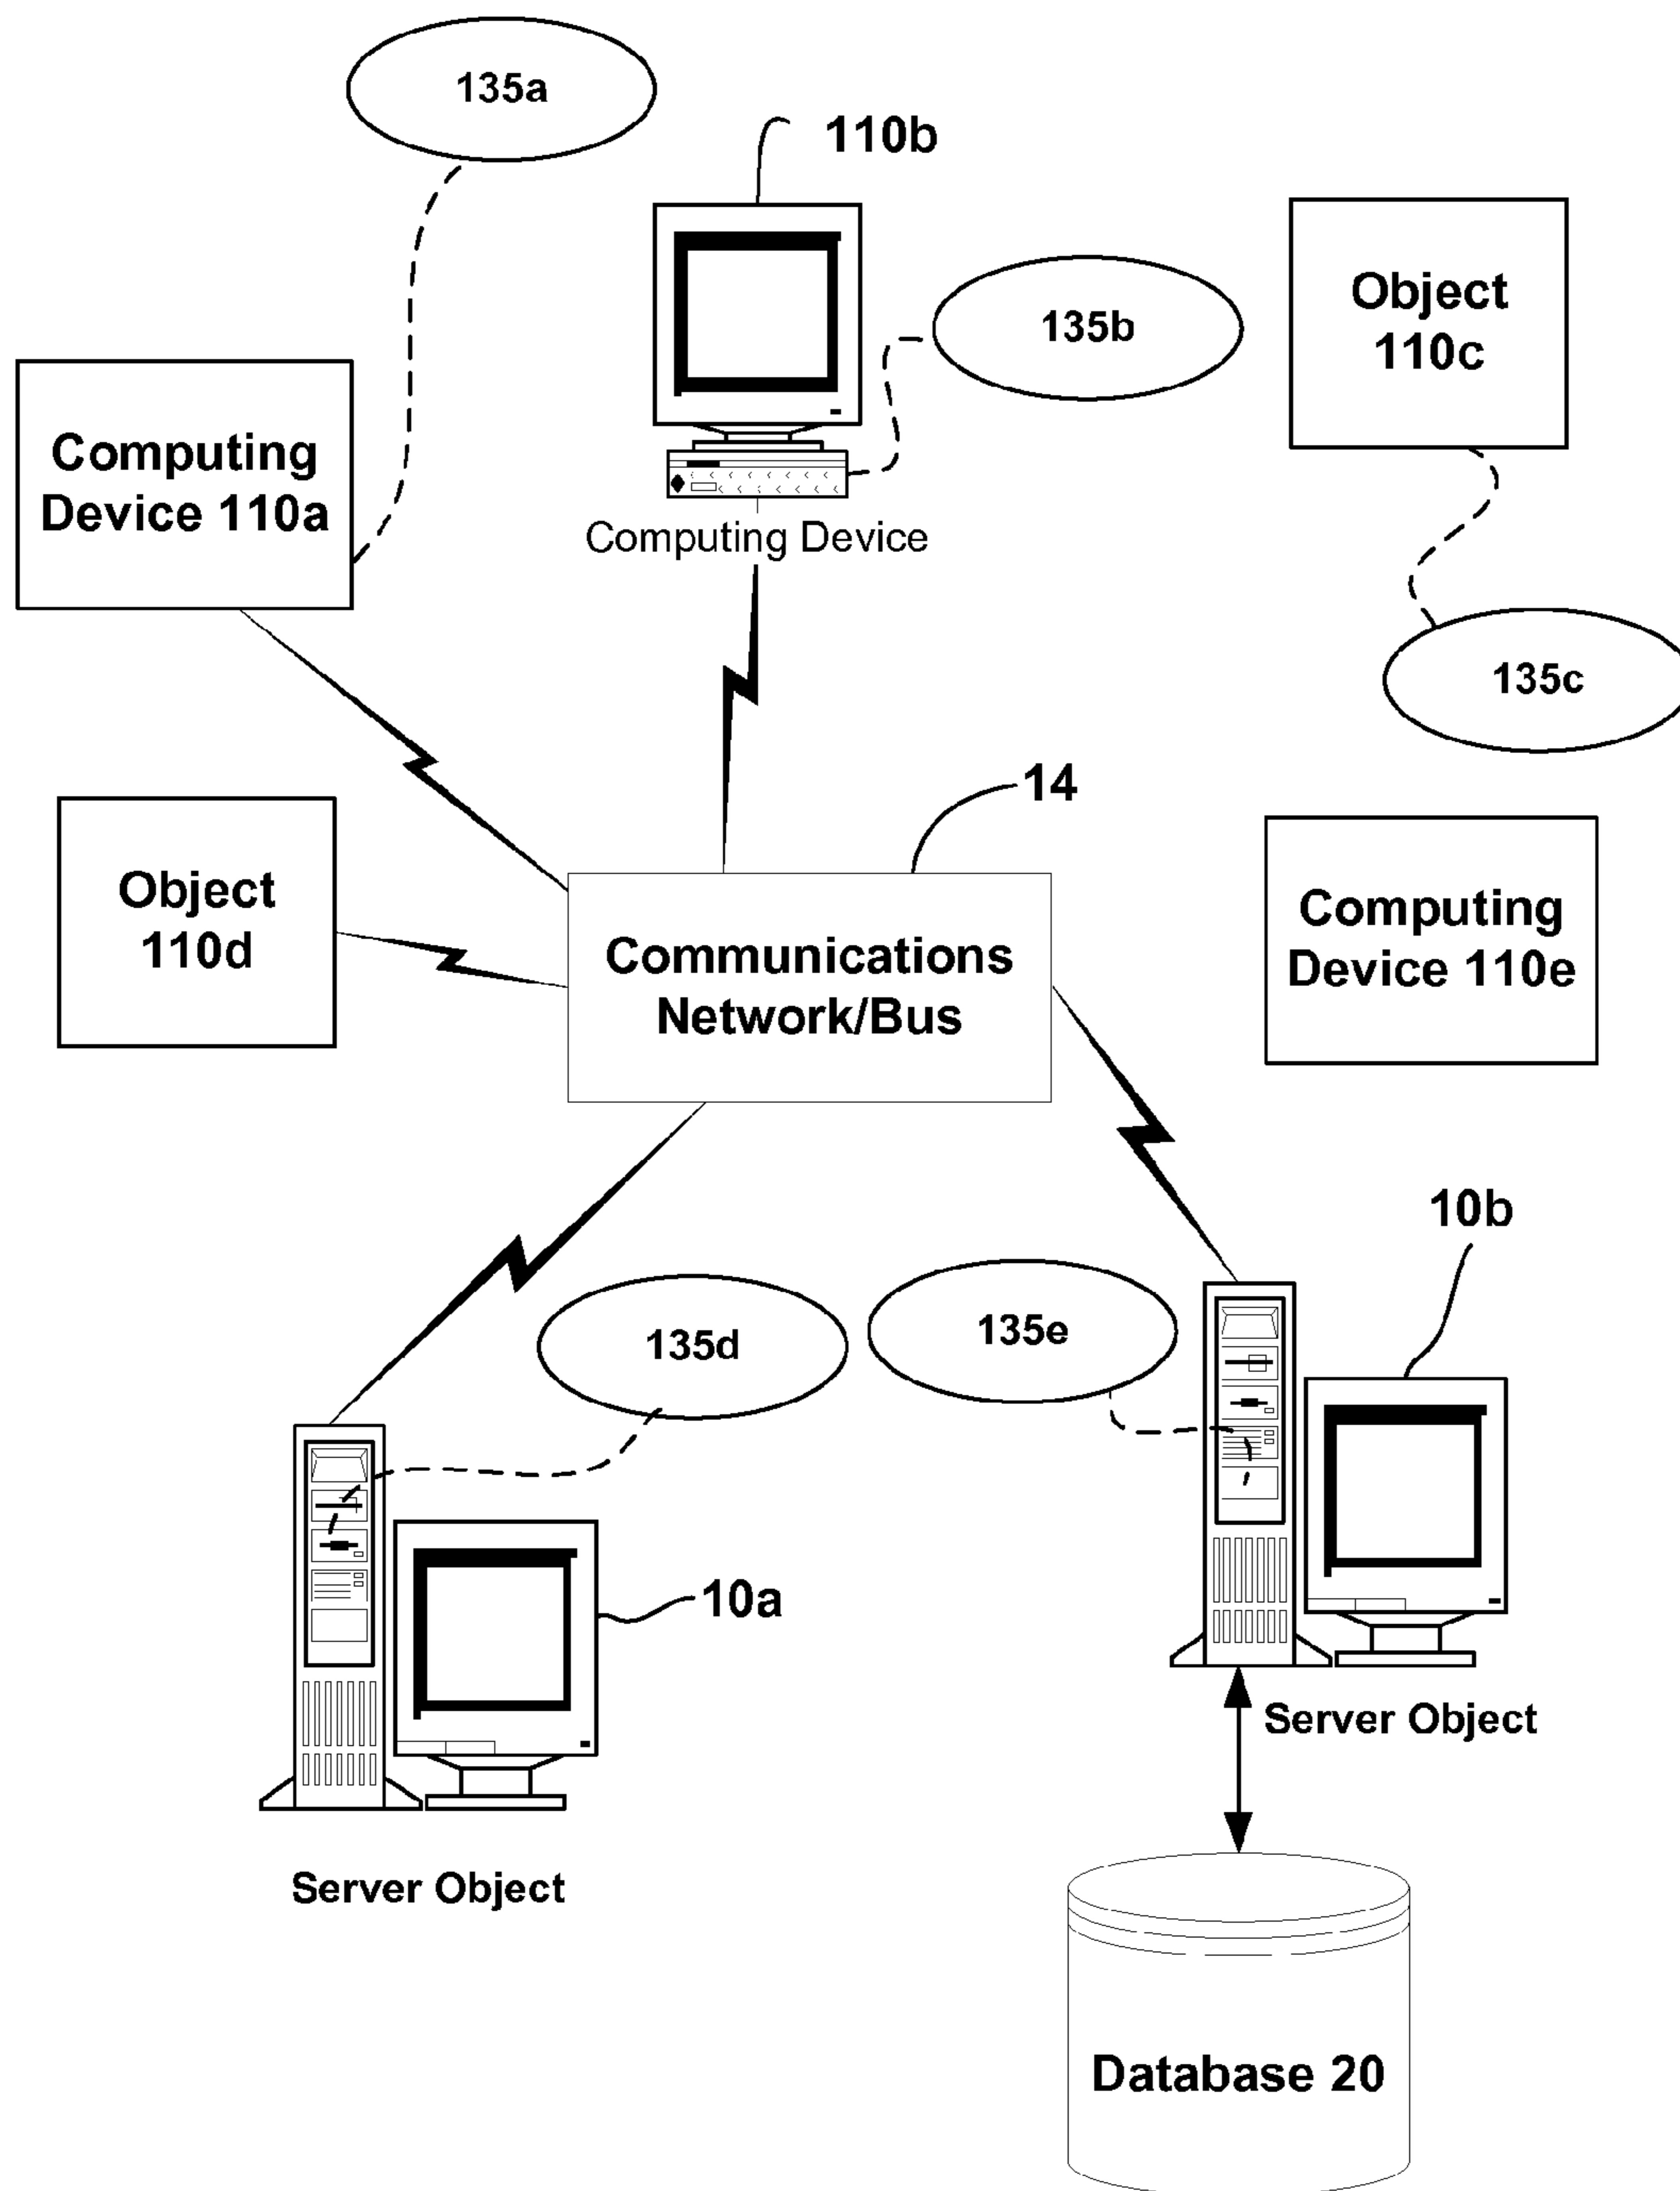 135a
110b
135b
Object
110c
Computing
Device 110a
Computing Device
135c
14
Object
110d
Computing
Device 110e
Communications
Network/Bus
10b
135d
135e
10a
Server Object
Server Object
Database 20